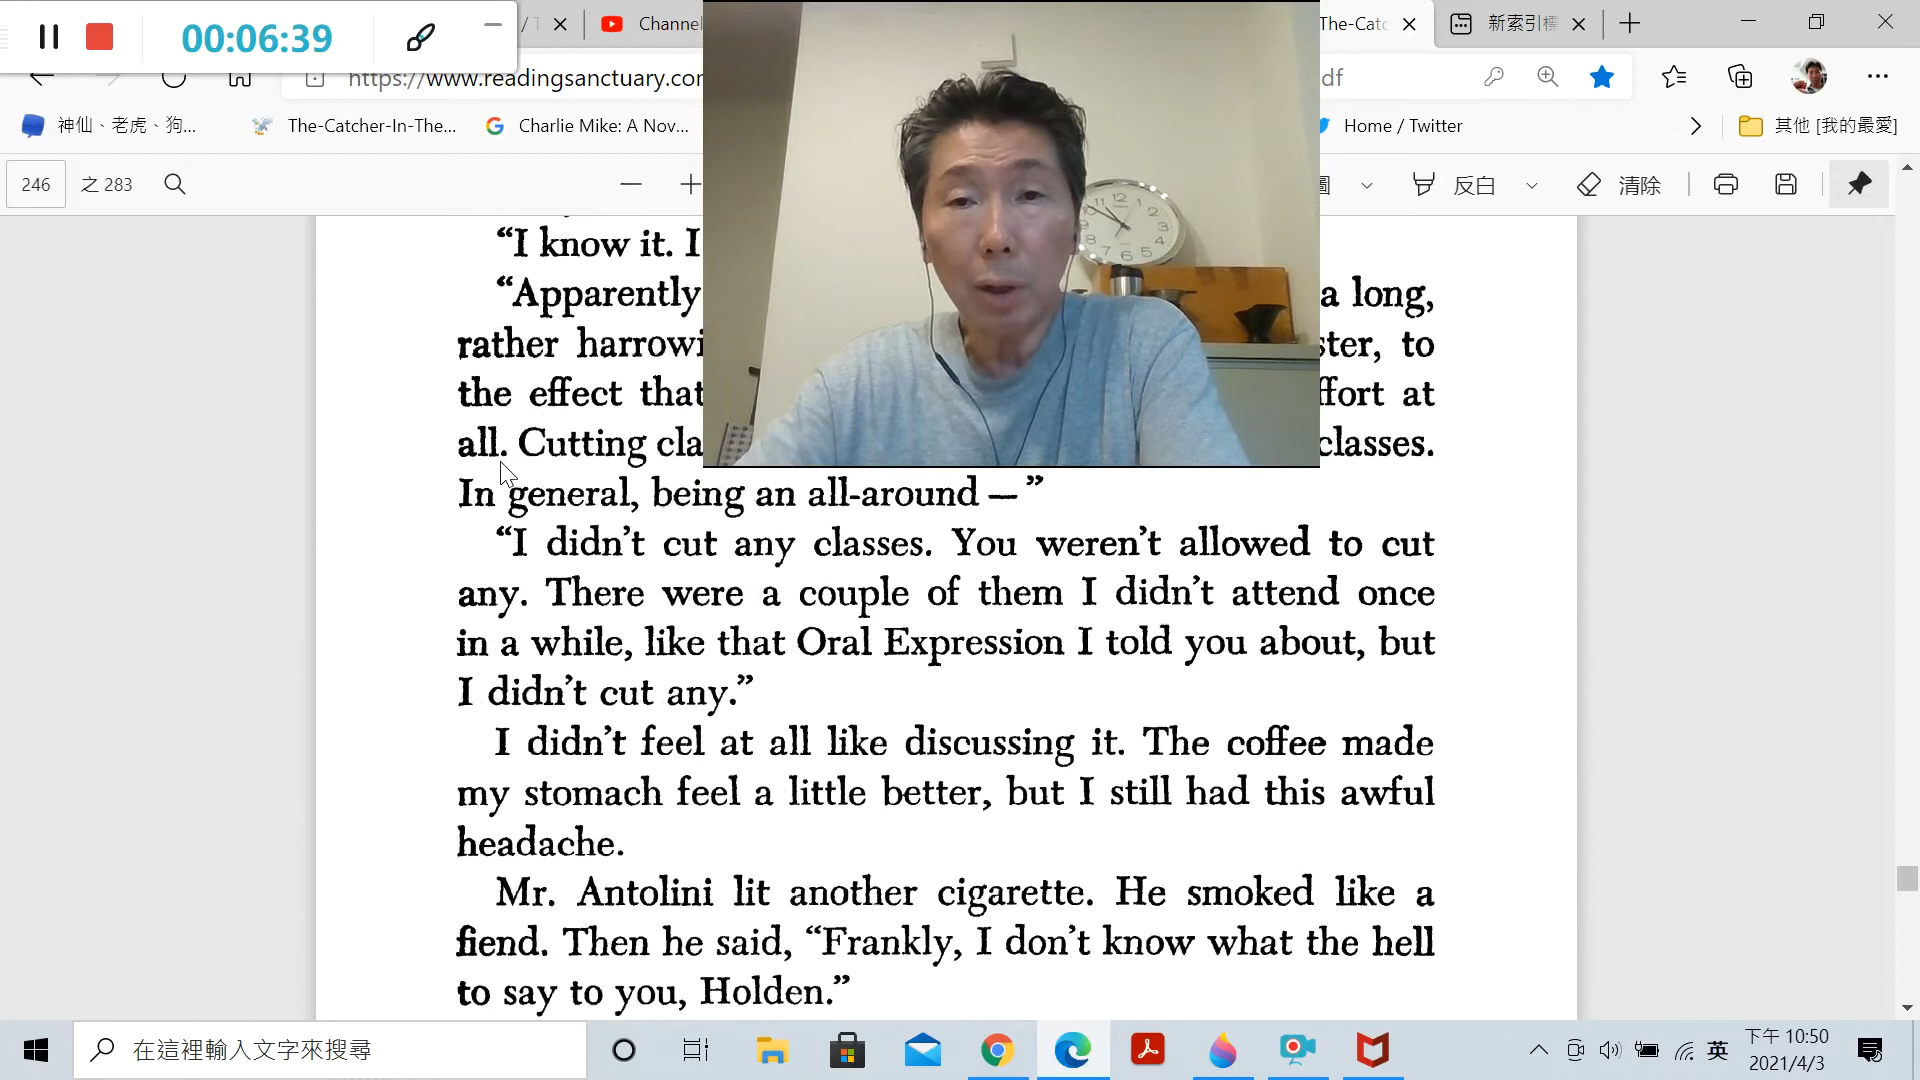 00:06:39
Channel
The-Catc
新索引標
https://www.readingsanctuary.com
df
神仙、老虎、狗...
The-Catcher-In-The...
Charlie Mike: A Nov...
Home / Twitter
其他 [我的最愛]
246
之 283
反白
清除
“I know it. I
“Apparently
a long,
rather harrowi
ster, to
the effect that
ffort at
all. Cutting cla
classes.
In general, being an all-around — ”
“I didn’t cut any classes. You weren’t allowed to cut
any. There were a couple of them I didn’t attend once
in a while, like that Oral Expression I told you about, but
I didn’t cut any.”
I didn’t feel at all like discussing it. The coffee made
my stomach feel a little better, but I still had this awful
headache.
Mr. Antolini lit another cigarette. He smoked like a
fiend. Then he said, “Frankly, I don’t know what the hell
to say to you, Holden.”
在這裡輸入文字來搜尋
英
下午 10:50
2021/4/3